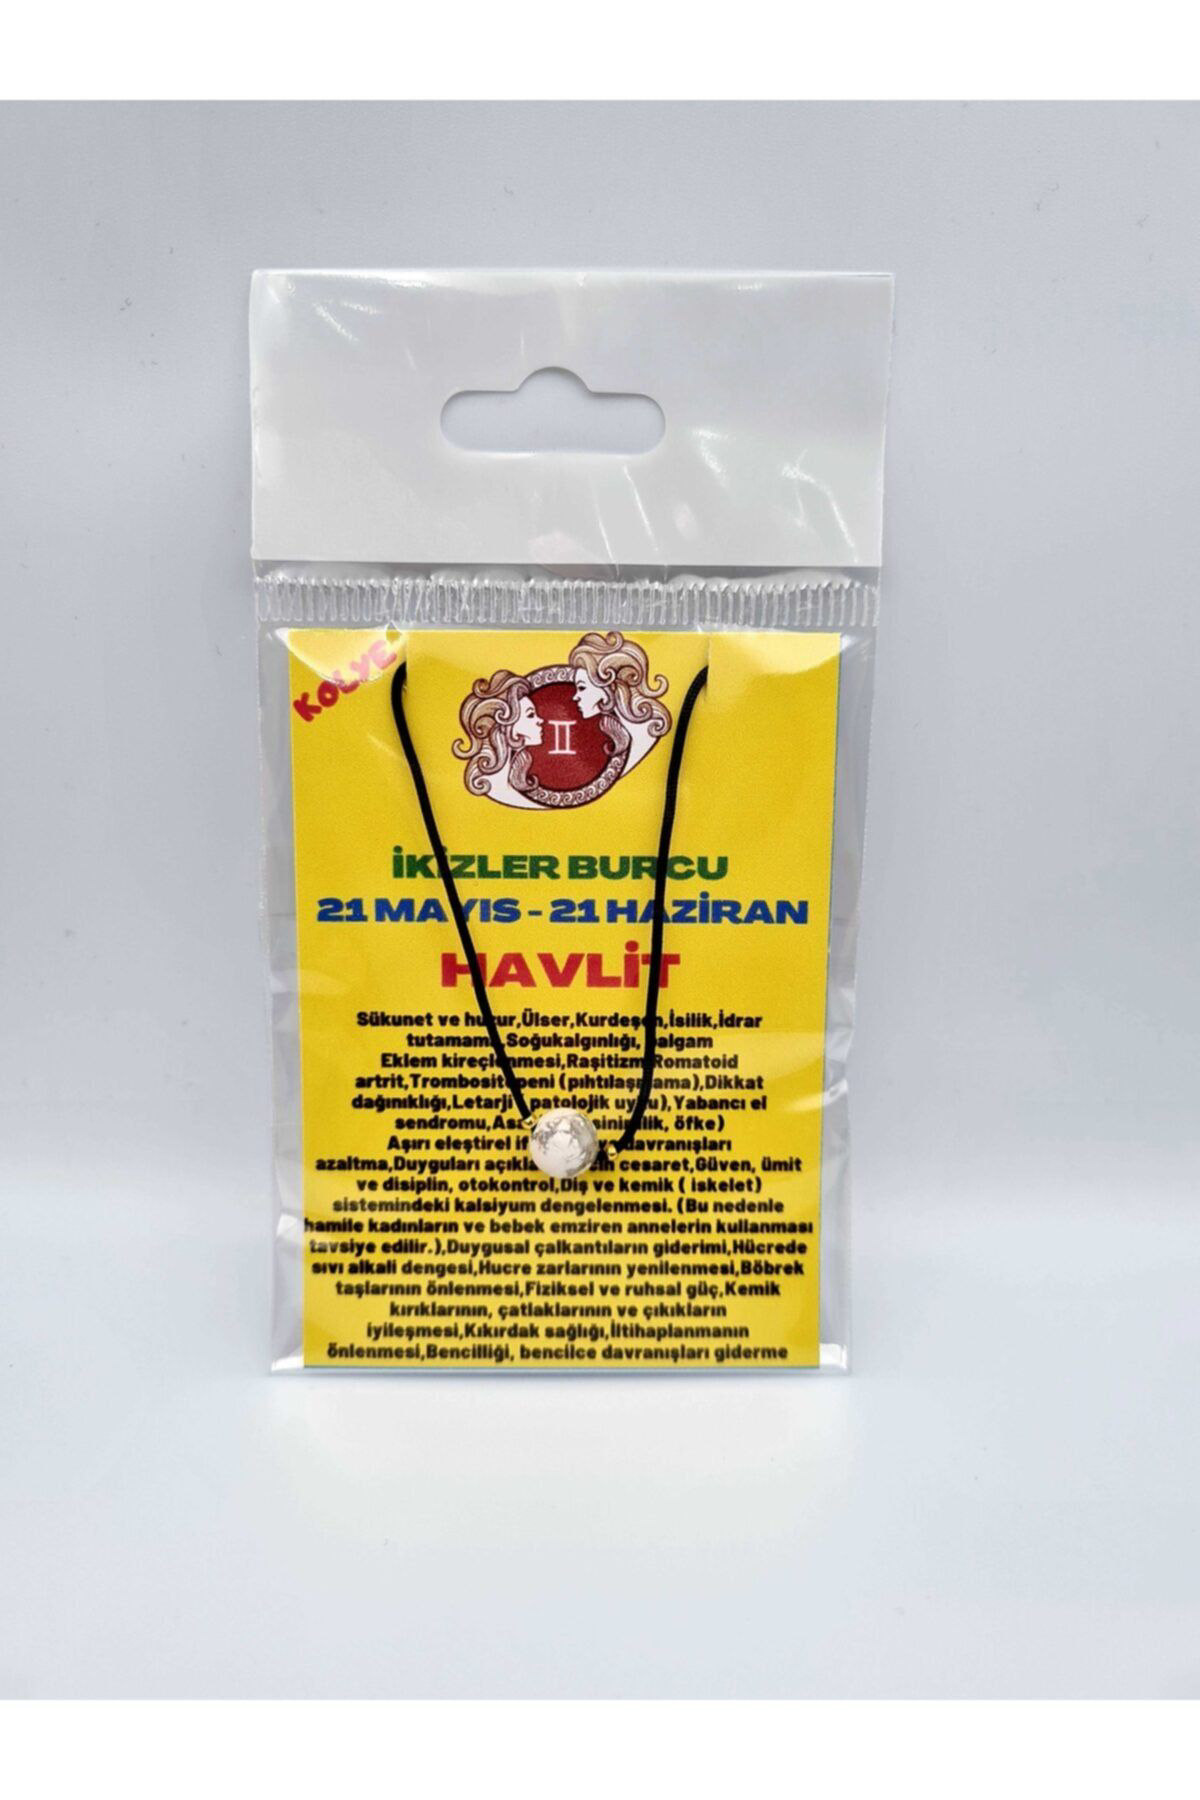 KOLYE
II
İKİZLER BURCU
21 MAYIS - 21 HAZİRAN
HAVLİT
Sükunet ve huzur,Ülser,Kurdeşen,İsilik,İdrar
tutamama,Soğukalgınlığı, Balgam
Eklem kireçlenmesi,Raşitizm,Romatoid
artrit,Trombositopeni (pıhtılaşmama),Dikkat
dağınıklığı,Letarji (patolojik uyku),Yabancı el
sendromu, öfke)
Aşırı eleştirel davranışları
azaltma,Duyguları cesaret,Güven, ümit
ve disiplin, otokontrol,Diş ve kemik ( iskelet)
sistemindeki kalsiyum dengelenmesi. (Bu nedenle
hamile kadınların ve bebek emziren annelerin kullanması
tavsiye edilir.),Duygusal çalkantıların giderimi,Hücrede
sıvı alkali dengesi,Hucre zarlarının yenilenmesi,Böbrek
taşlarının önlenmesi,Fiziksel ve ruhsal güç,Kemik
kırıklarının, çatlaklarının ve çıkıkların
iyileşmesi,Kıkırdak sağlığı,İltihaplanmanın
önlenmesi,Bencilliği, bencilce davranışları giderme